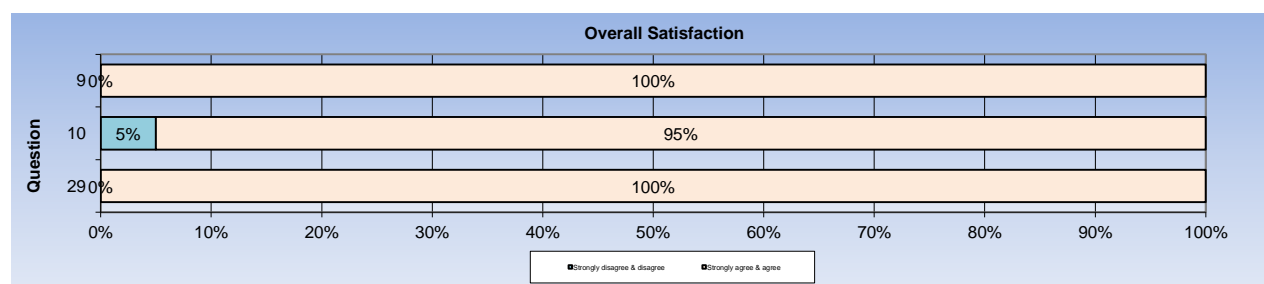 Overall Satisfaction
Question
9 0% 100%
10 5% 95%
29 0% 100%
0% 10% 20% 30% 40% 50% 60% 70% 80% 90% 100%
Strongly disagree & disagree Strongly agree & agree